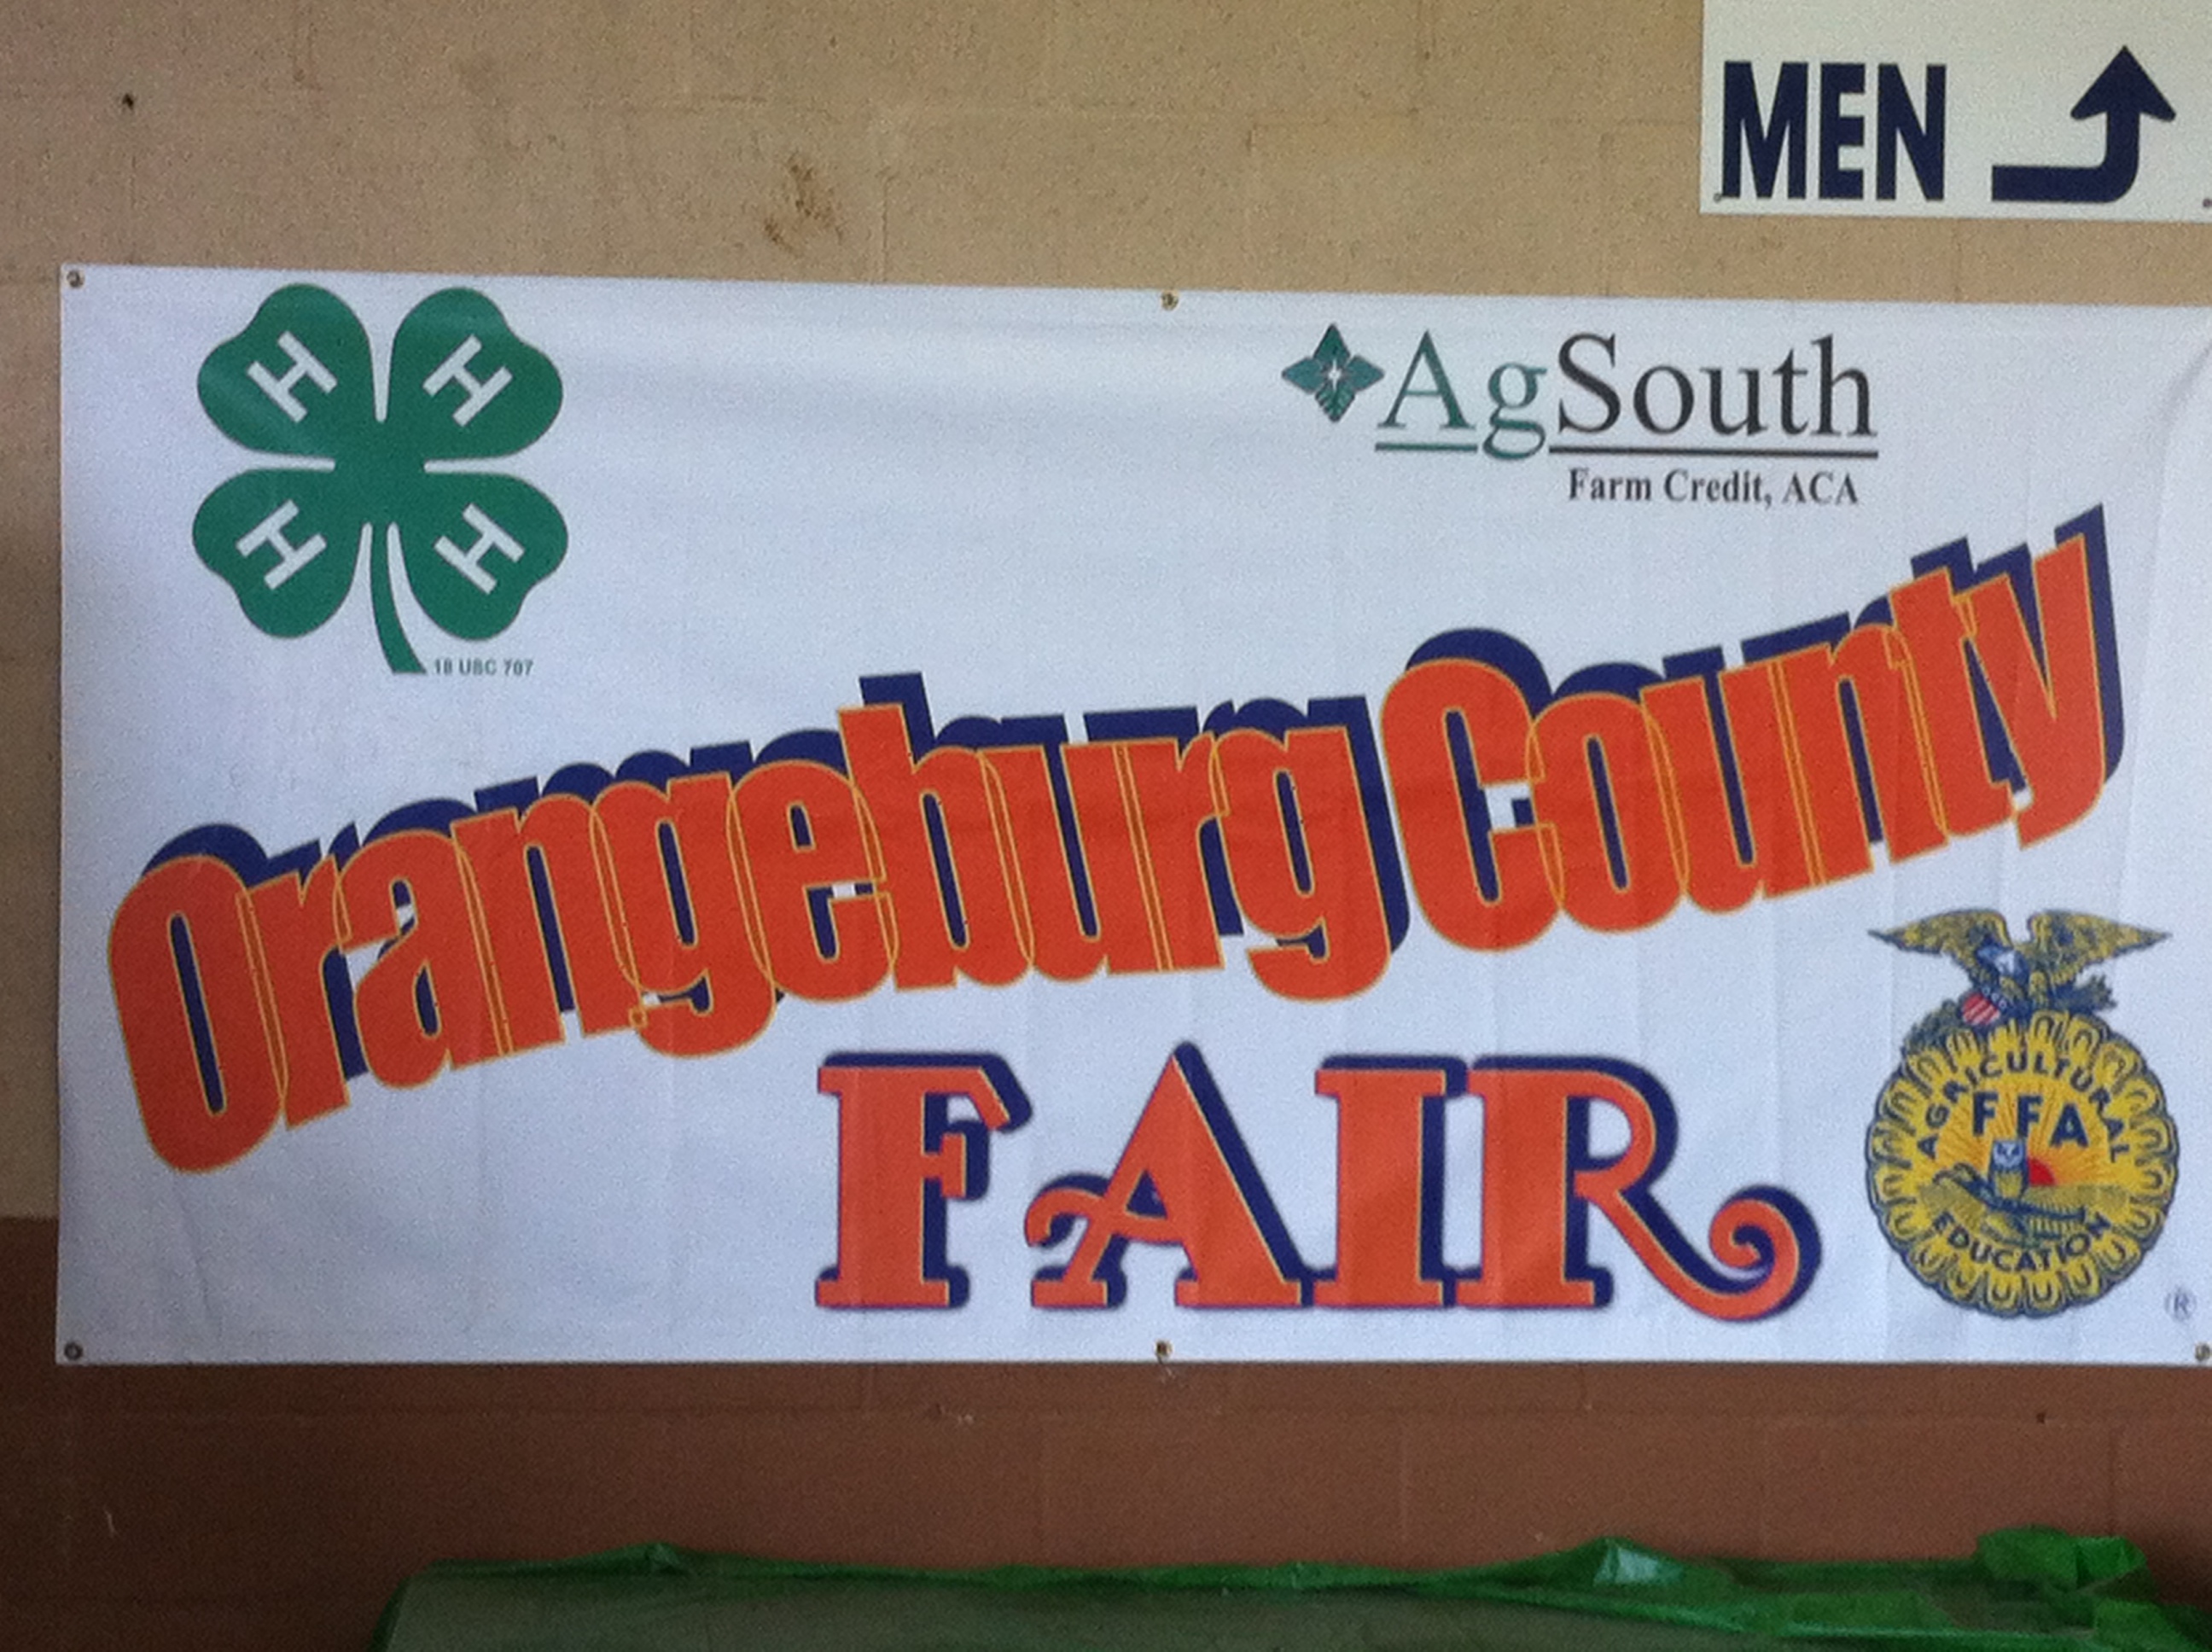 MEN
H H
H H
18 USC 707
AgSouth
Farm Credit, ACA
Orangeburg County
FAIR
AGRICULTURAL
FFA
EDUCATION
®